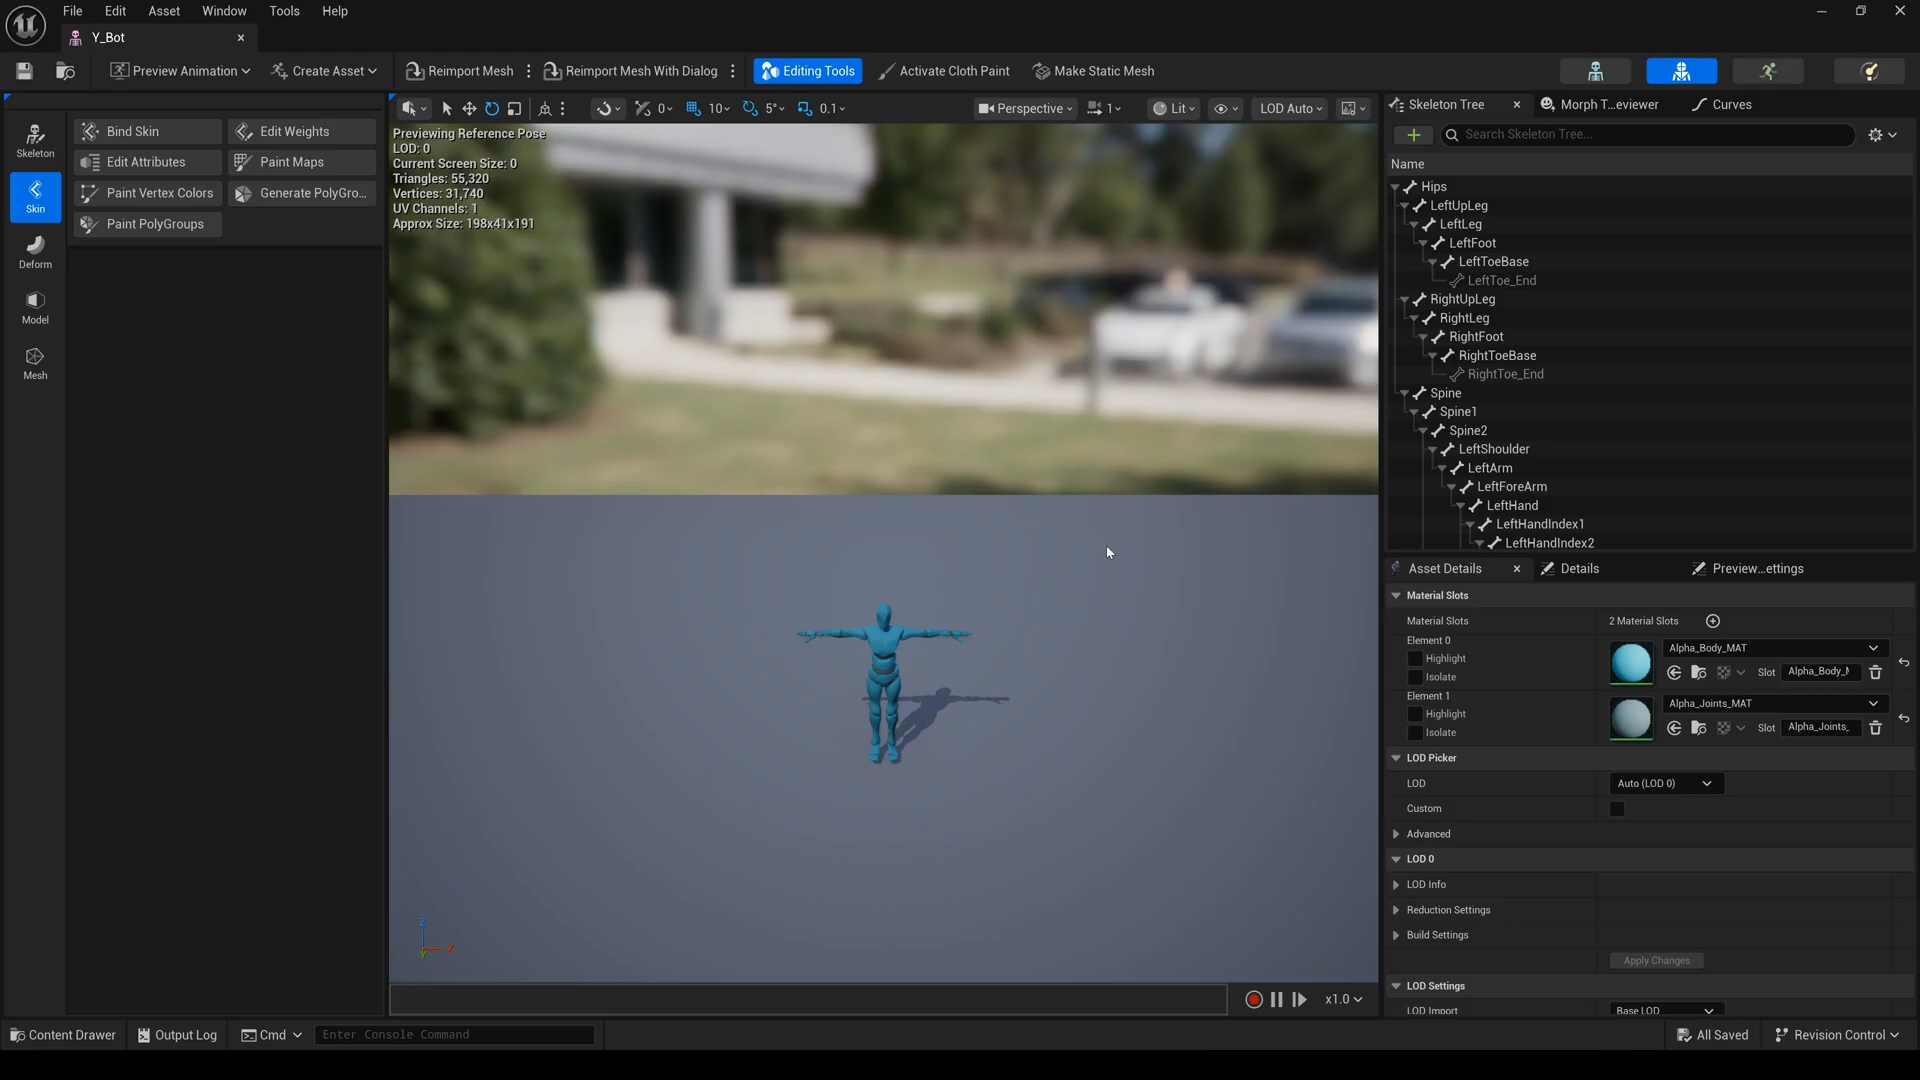 File Edit Asset Window Tools Help
Y_Bot
Preview Animation Create Asset Reimport Mesh Reimport Mesh With Dialog Editing Tools Activate Cloth Paint Make Static Mesh
Skeleton
Skin
Deform
Model
Mesh
Bind Skin Edit Weights
Edit Attributes Paint Maps
Paint Vertex Colors Generate PolyGro...
Paint PolyGroups
0 10 5° 0.1 Perspective 1 Lit LOD Auto
Previewing Reference Pose
LOD: 0
Current Screen Size: 0
Triangles: 55,320
Vertices: 31,740
UV Channels: 1
Approx Size: 198x41x191
Z
X
Y
x1.0
Skeleton Tree Morph T...eviewer Curves
Search Skeleton Tree...
Name
Hips
LeftUpLeg
LeftLeg
LeftFoot
LeftToeBase
LeftToe_End
RightUpLeg
RightLeg
RightFoot
RightToeBase
RightToe_End
Spine
Spine1
Spine2
LeftShoulder
LeftArm
LeftForeArm
LeftHand
LeftHandIndex1
LeftHandIndex2
Asset Details Details Preview...ettings
Material Slots
Material Slots 2 Material Slots
Element 0
Highlight
Isolate
Alpha_Body_MAT
Slot Alpha_Body_M
Element 1
Highlight
Isolate
Alpha_Joints_MAT
Slot Alpha_Joints_
LOD Picker
LOD Auto (LOD 0)
Custom
Advanced
LOD 0
LOD Info
Reduction Settings
Build Settings
Apply Changes
LOD Settings
LOD Import Base LOD
Content Drawer Output Log Cmd Enter Console Command All Saved Revision Control